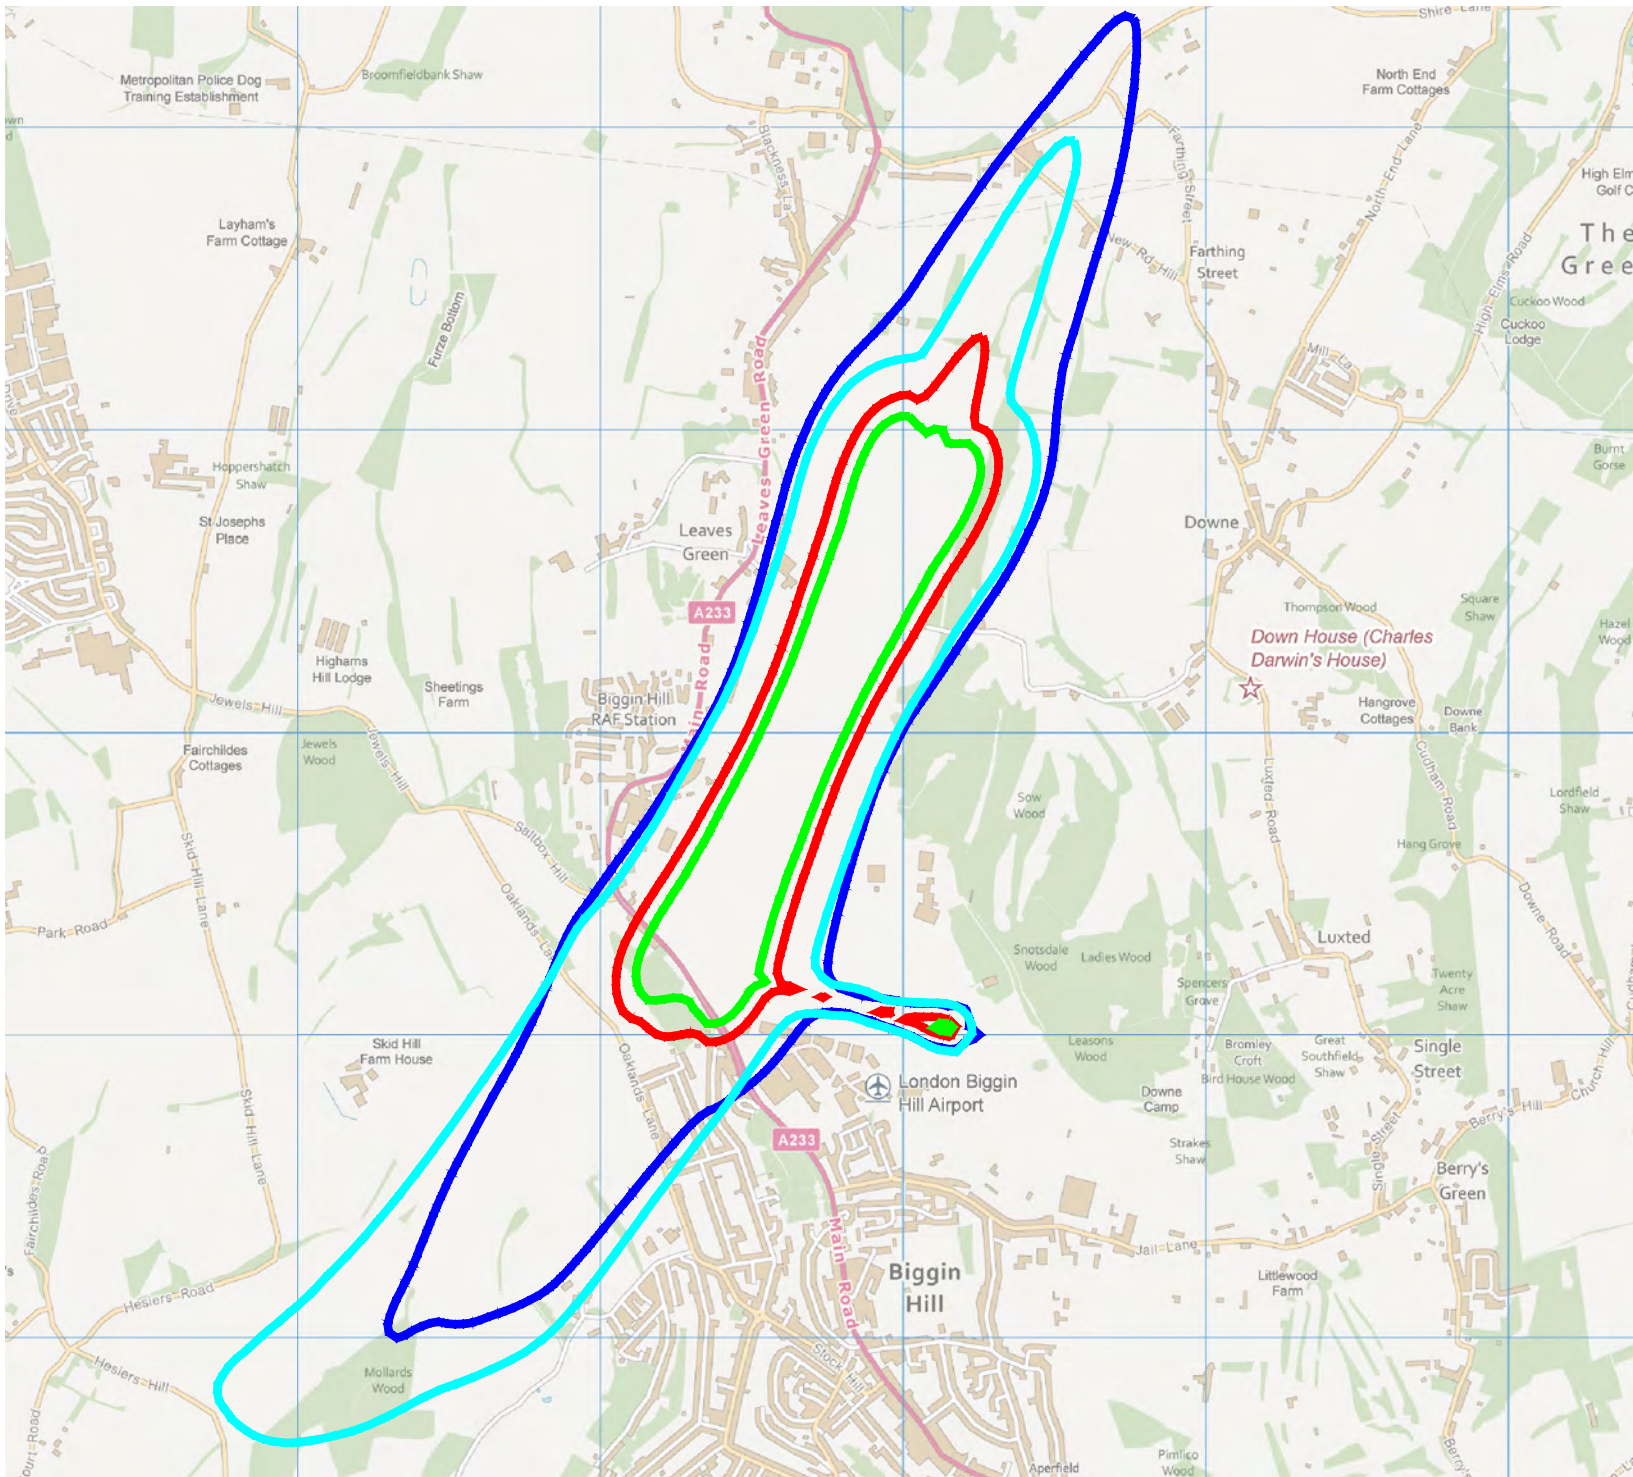 Shire Lane
Metropolitan Police Dog
Training Establishment
Broomfieldbank Shaw
North End
Farm Cottages
own
d
Blackness La
Farthing Street
North End Lane
High Elm
Golf C
Layham's
Farm Cottage
New Rd Hill
Farthing
Street
High Elms Road
The
Gree
Cuckoo Wood
Cuckoo
Lodge
Furze Bottom
Leaves Green Road
Mill La
Drive
Hoppershatch
Shaw
Burnt
Gorse
St Josephs
Place
Leaves
Green
Leaves Green Road
Downe
A233
Thompson Wood
Square
Shaw
Hazel
Wood
Down House (Charles
Darwin's House)
Highams
Hill Lodge
Sheetings
Farm
Main Road
Biggin Hill
RAF Station
Jewels Hill
Hangrove
Cottages
Downe
Bank
Jewels
Wood
Fairchildes
Cottages
Jewels Hill
Luxted Road
Cudham Road
Sow
Wood
Lordfield
Shaw
Saltbox Hill
Skid Hill Lane
Hang Grove
Oaklands La
Downe Road
Park Road
Luxted
Snotsdale
Wood
Ladies Wood
Spencers
Grove
Twenty
Acre
Shaw
Cudham
Skid Hill
Farm House
Oaklands Lane
Leasons
Wood
Bromley
Croft
Great
Southfield
Shaw
Single
Street
Bird House Wood
London Biggin
Hill Airport
Downe
Camp
Skid Hill Lane
Berry's Hill
Church Hill
A233
Strakes
Shaw
Single Street
Berry's
Green
Fairchildes Road
Main Road
Jail Lane
Biggin
Hill
Littlewood
Farm
's
Hesiers Road
Hesiers Hill
Mollards
Wood
Stock Hill
ourt Road
Aperfield
Pimlico
Wood
Berry's